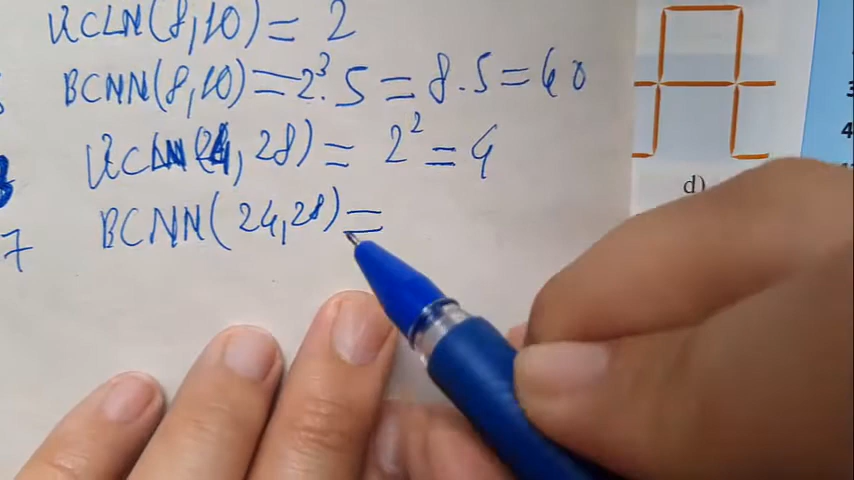 ƯCLN(8,10) = 2
BCNN(8,10) = 2³.5 = 8.5 = 40
ƯCLN(24, 28) = 2² = 4
d)
BCNN(24,28) =
7